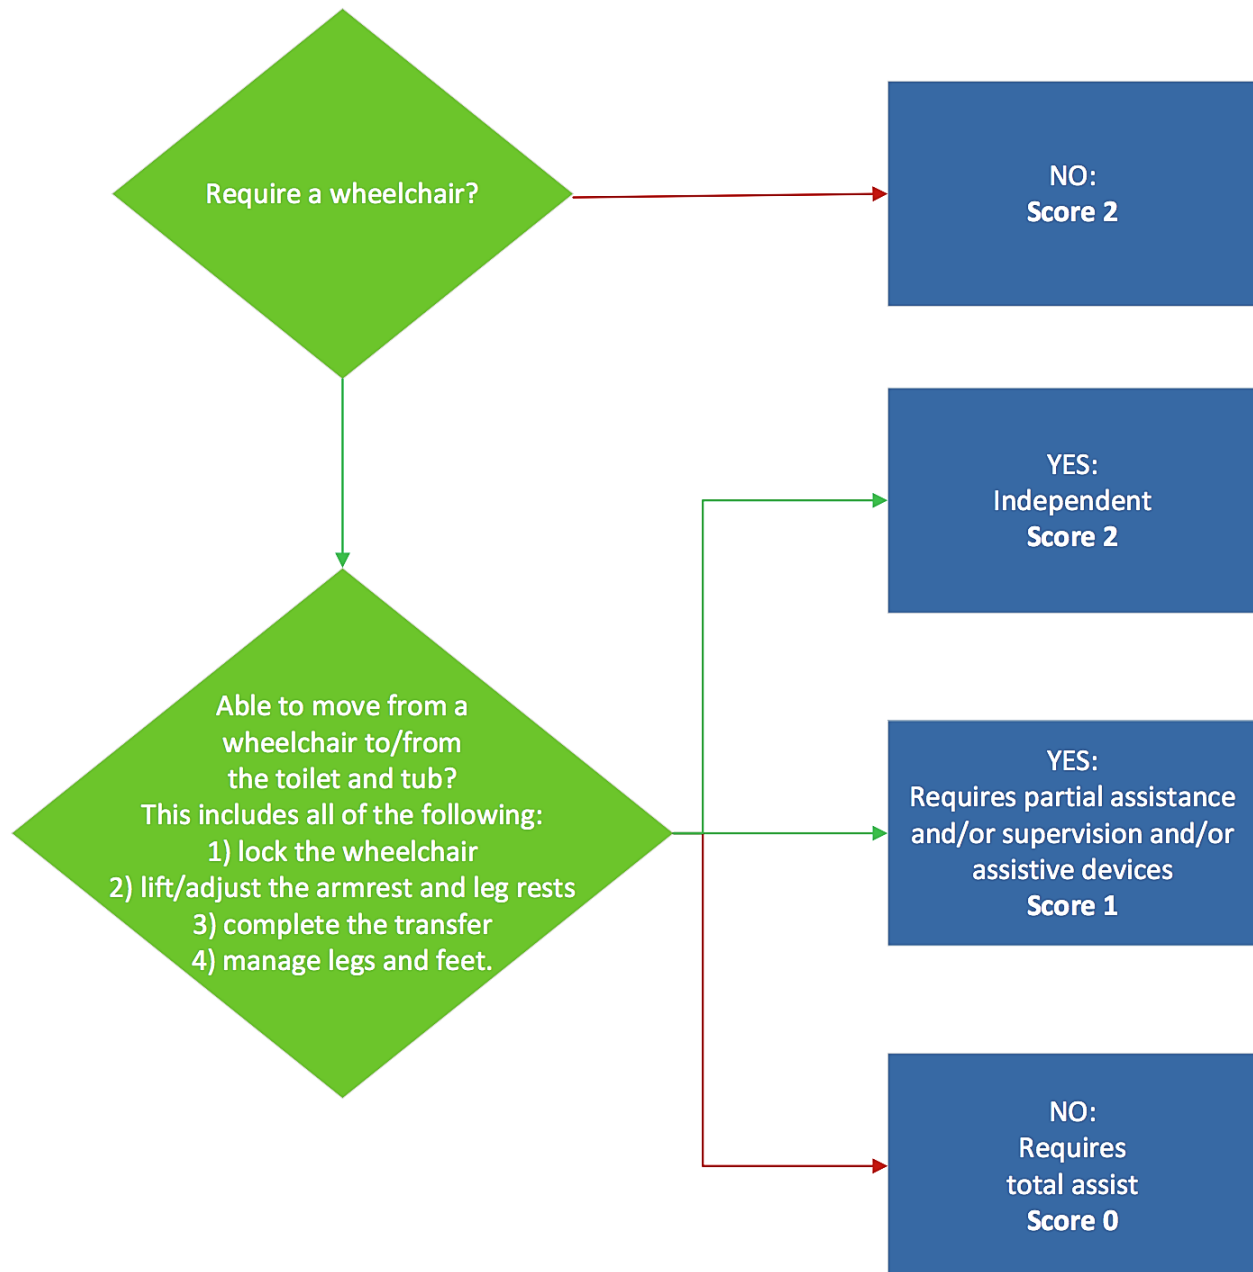 Require a wheelchair?
NO:
Score 2
YES:
Independent
Score 2
Able to move from a
wheelchair to/from
the toilet and tub?
This includes all of the following:
1) lock the wheelchair
2) lift/adjust the armrest and leg rests
3) complete the transfer
4) manage legs and feet.
YES:
Requires partial assistance
and/or supervision and/or
assistive devices
Score 1
NO:
Requires
total assist
Score 0